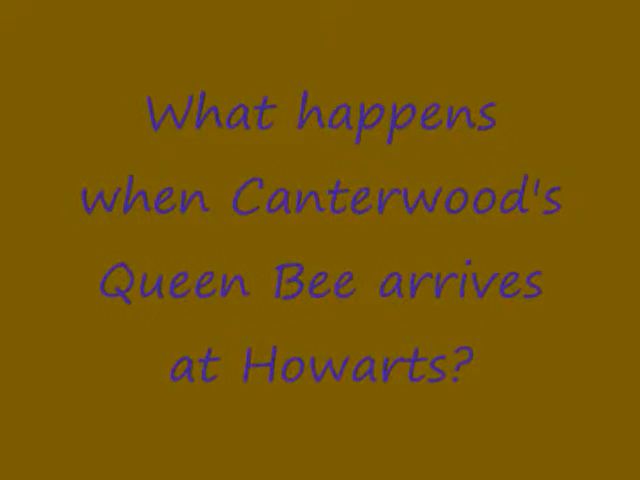 What happens
when Canterwood's
Queen Bee arrives
at Howarts?